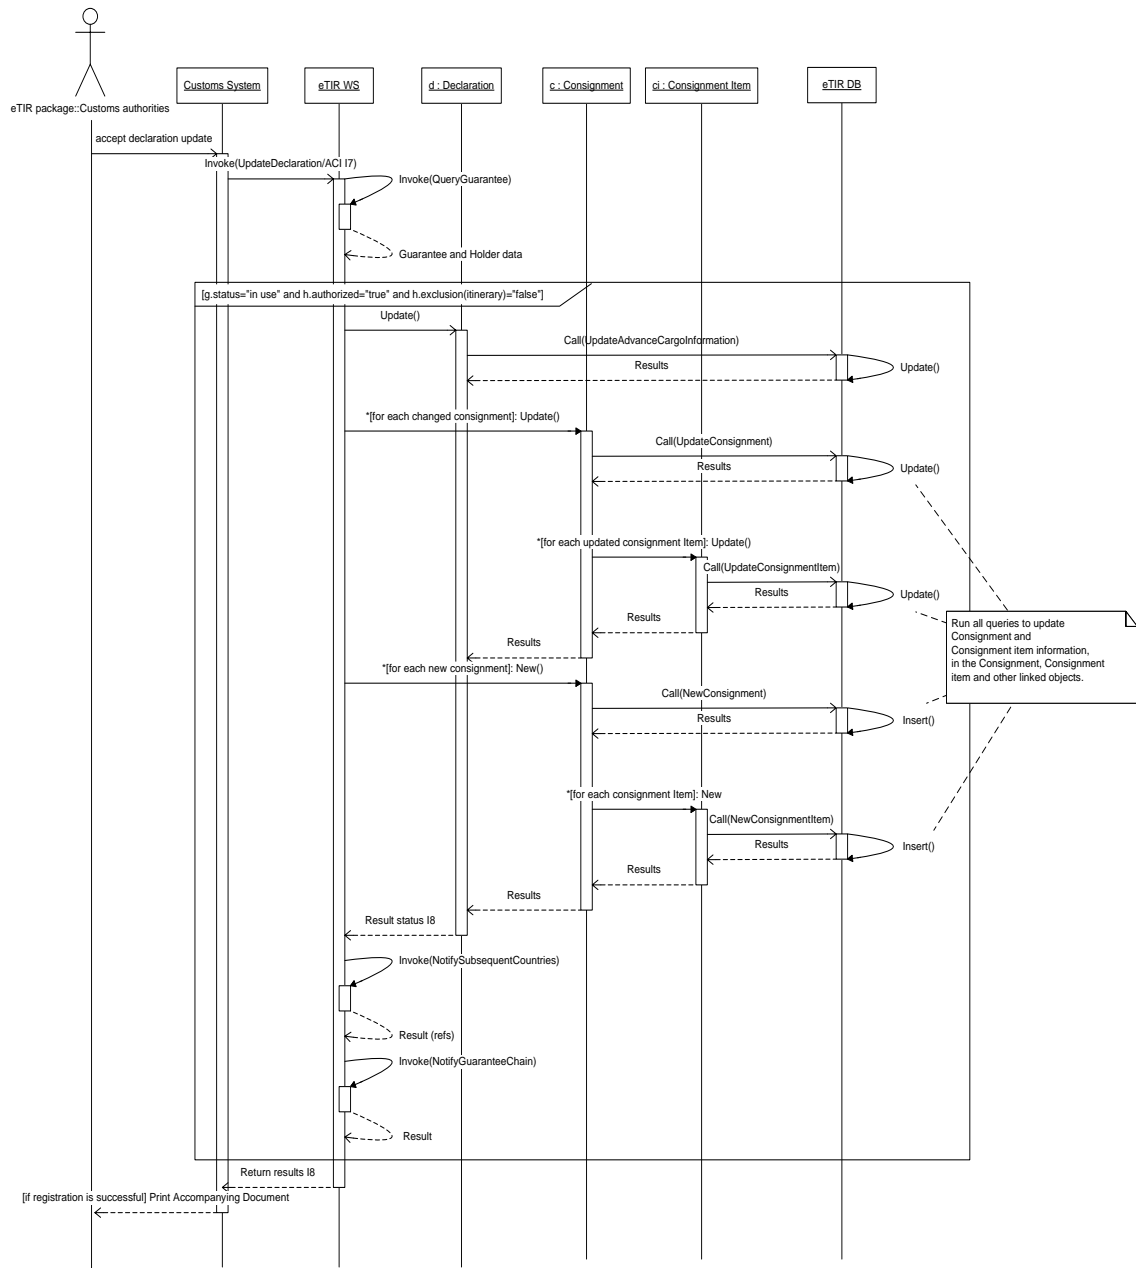 Customs System
eTIR WS
d : Declaration
c : Consignment
ci : Consignment Item
eTIR DB
eTIR package::Customs authorities
accept declaration update
Invoke(UpdateDeclaration/ACI I7)
Invoke(QueryGuarantee)
Guarantee and Holder data
[g.status="in use" and h.authorized="true" and h.exclusion(itinerary)="false"]
Update()
Call(UpdateAdvanceCargoInformation)
Results
Update()
*[for each changed consignment]: Update()
Call(UpdateConsignment)
Results
Update()
*[for each updated consignment Item]: Update()
Call(UpdateConsignmentItem)
Results
Update()
Results
Results
Run all queries to update
Consignment and
Consignment item information,
in the Consignment, Consignment
item and other linked objects.
*[for each new consignment]: New()
Call(NewConsignment)
Results
Insert()
*[for each consignment Item]: New
Call(NewConsignmentItem)
Results
Insert()
Results
Results
Result status I8
Invoke(NotifySubsequentCountries)
Result (refs)
Invoke(NotifyGuaranteeChain)
Result
Return results I8
[if registration is successful] Print Accompanying Document